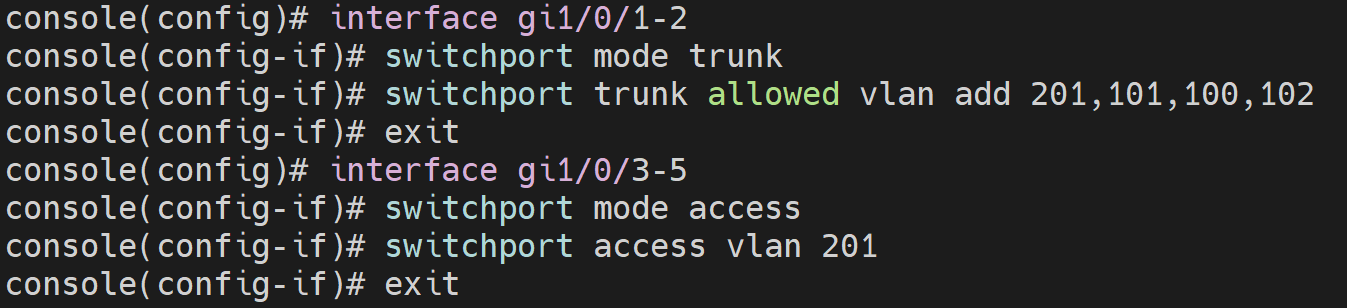 console(config)# interface gi1/0/1-2
console(config-if)# switchport mode trunk
console(config-if)# switchport trunk allowed vlan add 201,101,100,102
console(config-if)# exit
console(config)# interface gi1/0/3-5
console(config-if)# switchport mode access
console(config-if)# switchport access vlan 201
console(config-if)# exit